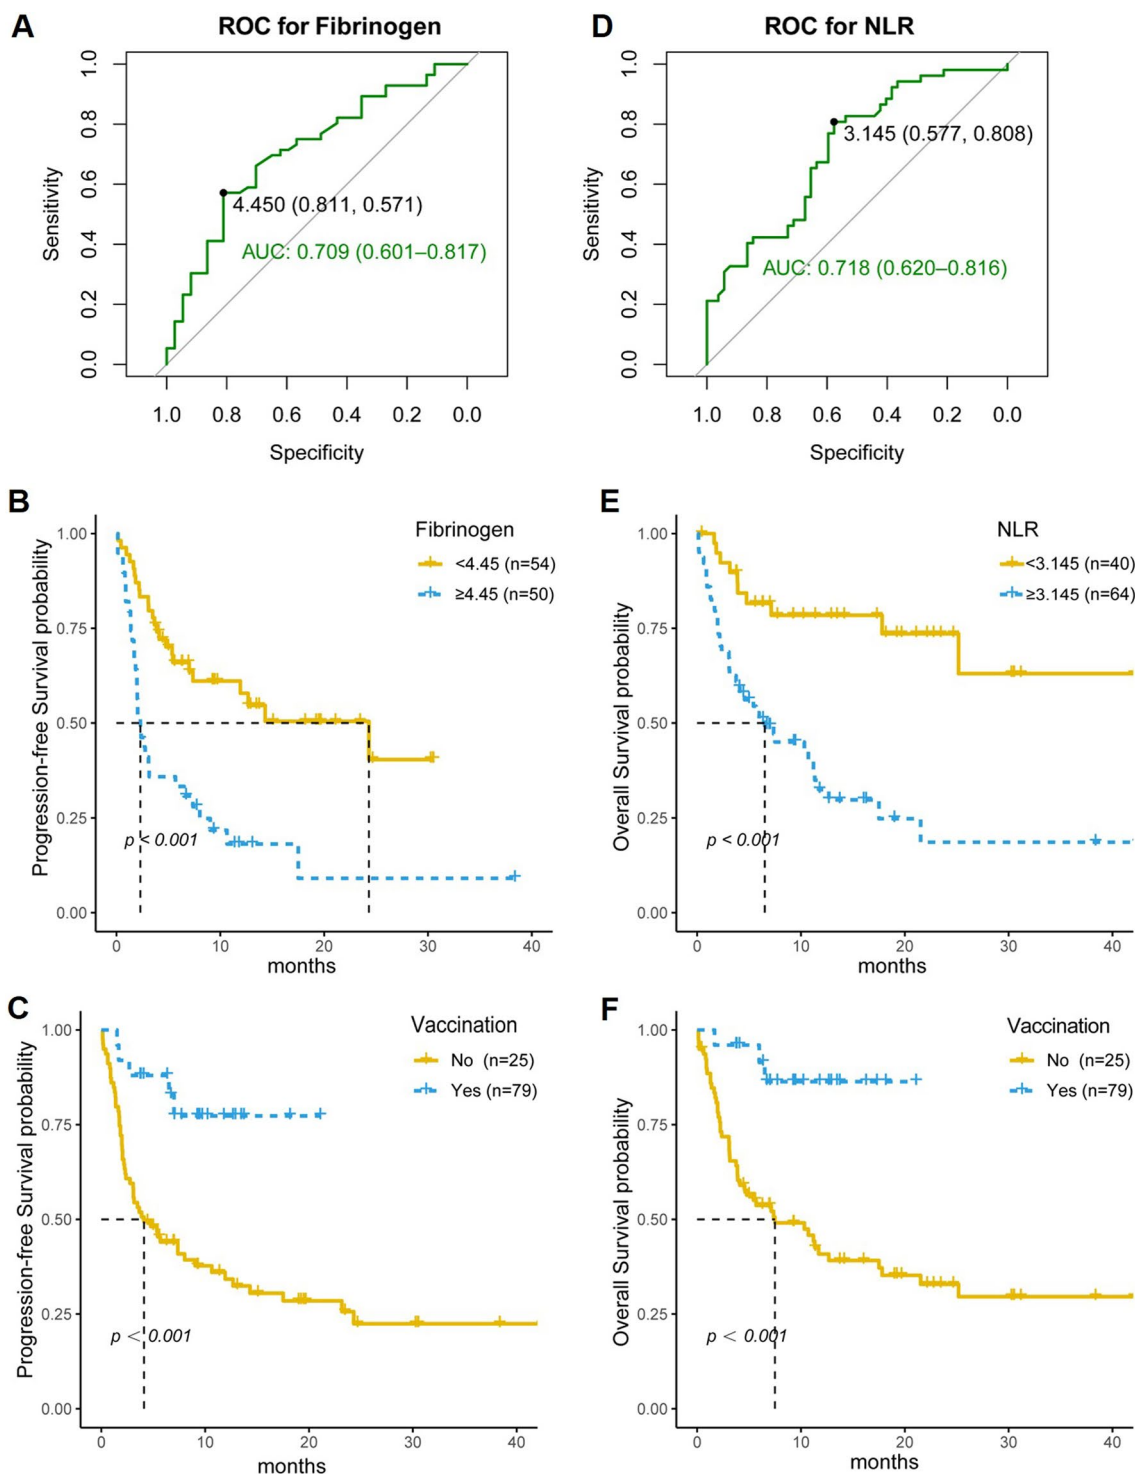 A
ROC for Fibrinogen
Sensitivity
1.0
0.8
0.6
0.4
0.2
0.0
4.450 (0.811, 0.571)
AUC: 0.709 (0.601–0.817)
1.0 0.8 0.6 0.4 0.2 0.0
Specificity
D
ROC for NLR
Sensitivity
1.0
0.8
0.6
0.4
0.2
0.0
3.145 (0.577, 0.808)
AUC: 0.718 (0.620–0.816)
1.0 0.8 0.6 0.4 0.2 0.0
Specificity
B
Progression-free Survival probability
1.00
0.75
0.50
0.25
0.00
Fibrinogen
<4.45 (n=54)
≥4.45 (n=50)
p < 0.001
0 10 20 30 40
months
E
Overall Survival probability
1.00
0.75
0.50
0.25
0.00
NLR
<3.145 (n=40)
≥3.145 (n=64)
p < 0.001
0 10 20 30 40
months
C
Progression-free Survival probability
1.00
0.75
0.50
0.25
0.00
Vaccination
No (n=25)
Yes (n=79)
p < 0.001
0 10 20 30 40
months
F
Overall Survival probability
1.00
0.75
0.50
0.25
0.00
Vaccination
No (n=25)
Yes (n=79)
p < 0.001
0 10 20 30 40
months